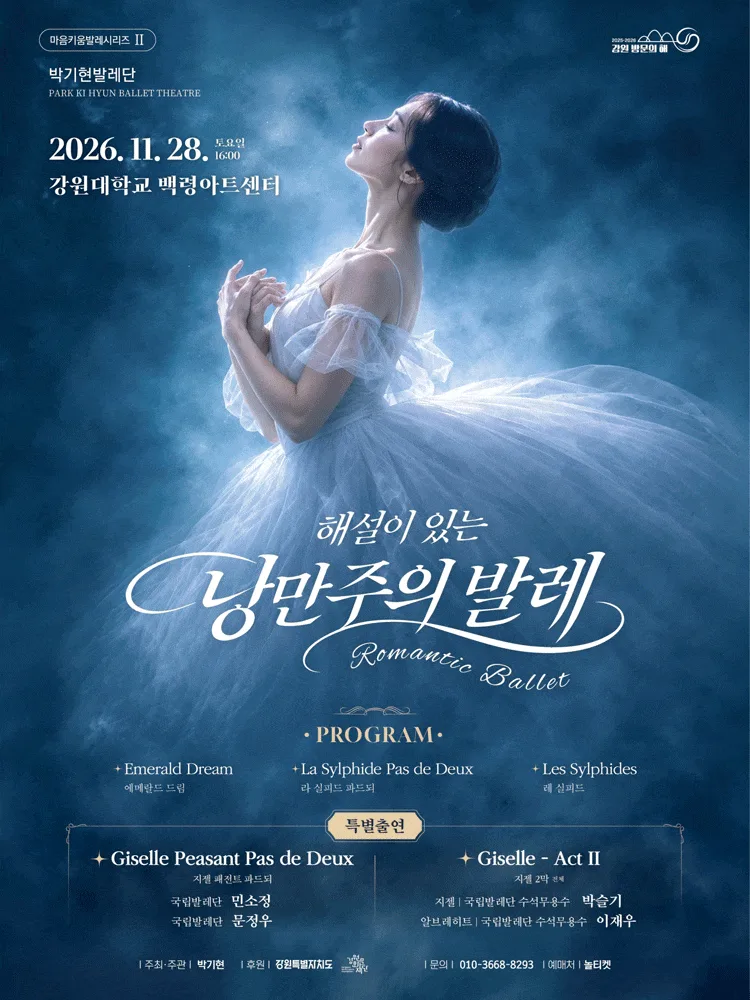 마음키움발레시리즈 II
2025-2026
강원 방문의 해
박기현발레단
PARK KI HYUN BALLET THEATRE
2026. 11. 28. 토요일 16:00
강원대학교 백령아트센터
해설이 있는
낭만주의 발레
Romantic Ballet
• PROGRAM •
Emerald Dream
에메랄드 드림
La Sylphide Pas de Deux
라 실피드 파드되
Les Sylphides
레 실피드
특별출연
Giselle Peasant Pas de Deux
지젤 패전트 파드되
국립발레단 민소정
국립발레단 문정우
Giselle - Act II
지젤 2막 전체
지젤 | 국립발레단 수석무용수 박슬기
알브레히트 | 국립발레단 수석무용수 이재우
| 주최·주관 | 박기현 | 후원 | 강원특별자치도
| 문의 | 010-3668-8293 | 예매처 | 놀티켓